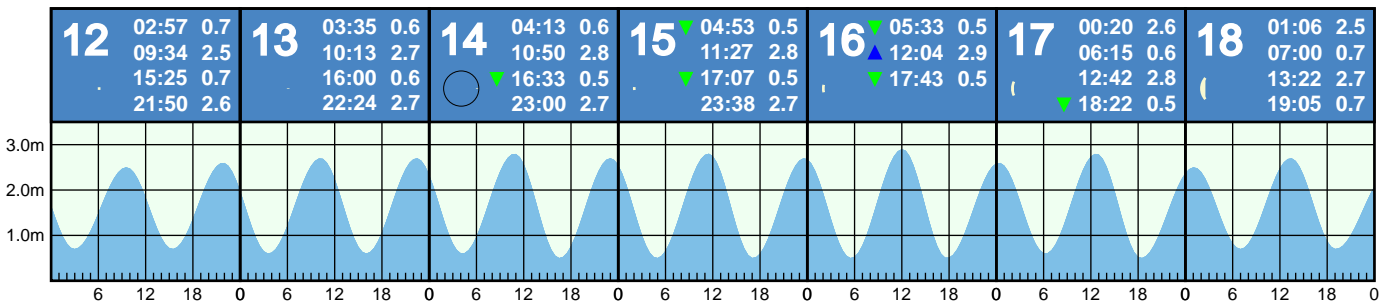 12
02:57 0.7
09:34 2.5
15:25 0.7
21:50 2.6
13
03:35 0.6
10:13 2.7
16:00 0.6
22:24 2.7
14
04:13 0.6
10:50 2.8
▼ 16:33 0.5
23:00 2.7
15
▼ 04:53 0.5
11:27 2.8
▼ 17:07 0.5
23:38 2.7
16
▼ 05:33 0.5
▲ 12:04 2.9
▼ 17:43 0.5
17
00:20 2.6
06:15 0.6
12:42 2.8
▼ 18:22 0.5
18
01:06 2.5
07:00 0.7
13:22 2.7
19:05 0.7
3.0m
2.0m
1.0m
6 12 18 0 6 12 18 0 6 12 18 0 6 12 18 0 6 12 18 0 6 12 18 0 6 12 18 0